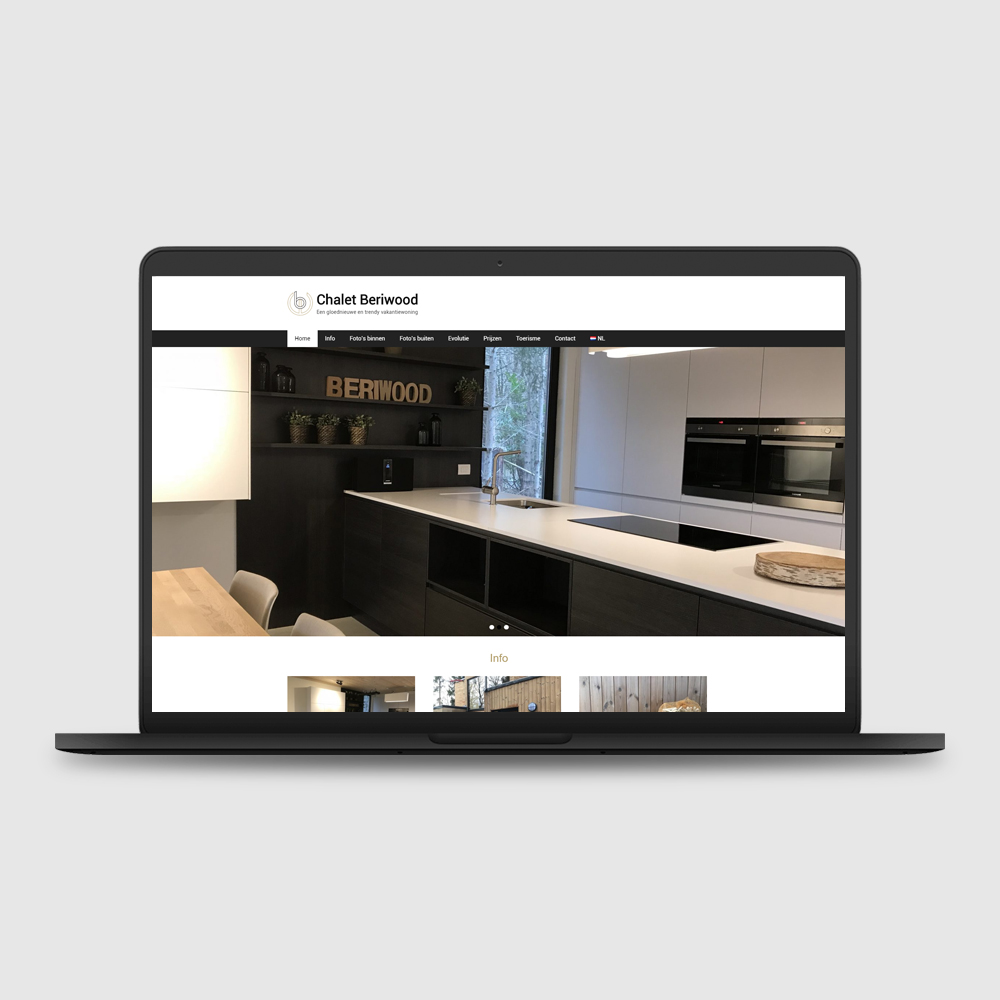 Chalet Beriwood
Een gloednieuwe en trendy vakantiewoning
Home Info Foto's binnen Foto's buiten Evolutie Prijzen Toerisme Contact NL
BERIWOOD
Info